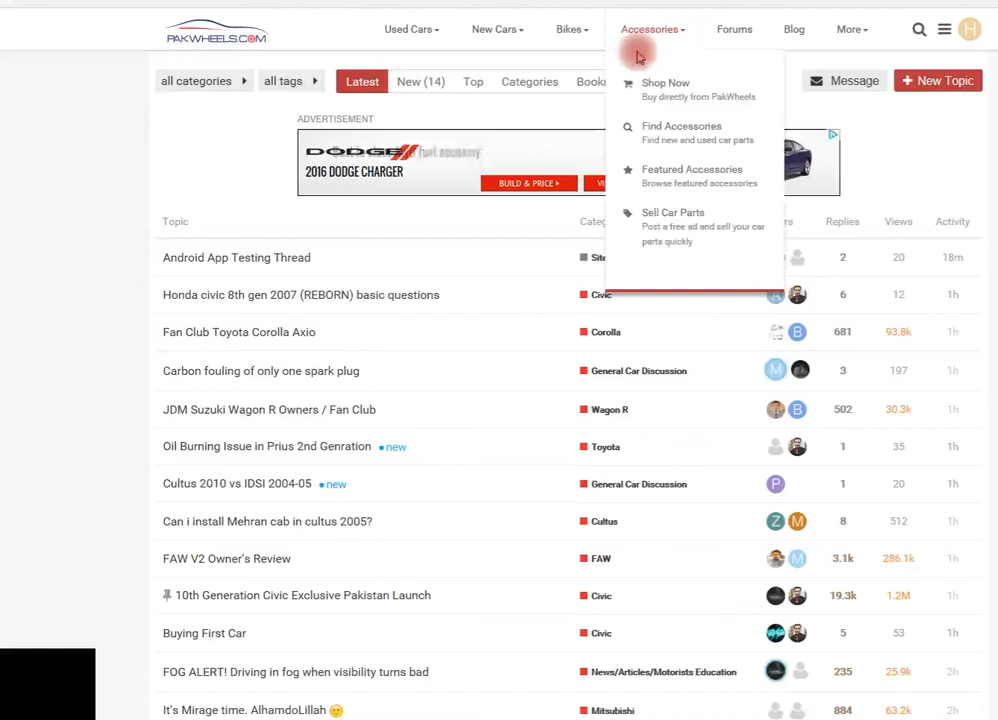 PAKWHEELS.COM
Used Cars
New Cars
Bikes
Accessories
Forums
Blog
More
H
all categories
all tags
Latest
New (14)
Top
Categories
Message
New Topic
Shop Now
Buy directly from PakWheels
Find Accessories
Find new and used car parts
Featured Accessories
Browse featured accessories
Sell Car Parts
Post a free ad and sell your car
parts quickly
ADVERTISEMENT
DODGE
2016 DODGE CHARGER
fuel economy
BUILD & PRICE
Topic
Replies
Views
Activity
Android App Testing Thread
Site
2
20
18m
Honda civic 8th gen 2007 (REBORN) basic questions
Civic
A
6
12
1h
Fan Club Toyota Corolla Axio
Corolla
B
681
93.8k
1h
Carbon fouling of only one spark plug
General Car Discussion
M
3
197
1h
JDM Suzuki Wagon R Owners / Fan Club
Wagon R
B
502
30.3k
1h
Oil Burning Issue in Prius 2nd Genration
new
Toyota
1
35
1h
Cultus 2010 vs IDSI 2004-05
new
General Car Discussion
P
1
20
1h
Can i install Mehran cab in cultus 2005?
Cultus
Z
M
8
512
1h
FAW V2 Owner's Review
FAW
M
3.1k
286.1k
1h
10th Generation Civic Exclusive Pakistan Launch
Civic
19.3k
1.2M
1h
Buying First Car
Civic
5
53
1h
FOG ALERT! Driving in fog when visibility turns bad
News/Articles/Motorists Education
235
25.9k
2h
It's Mirage time. AlhamdoLillah
Mitsubishi
884
63.2k
2h